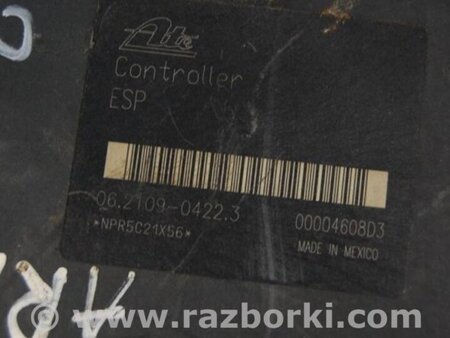 Ate
Controller
ESP
06.2109-0422.3 00004608D3
*NPR5C21X56* MADE IN MEXICO
© www.razborki.com